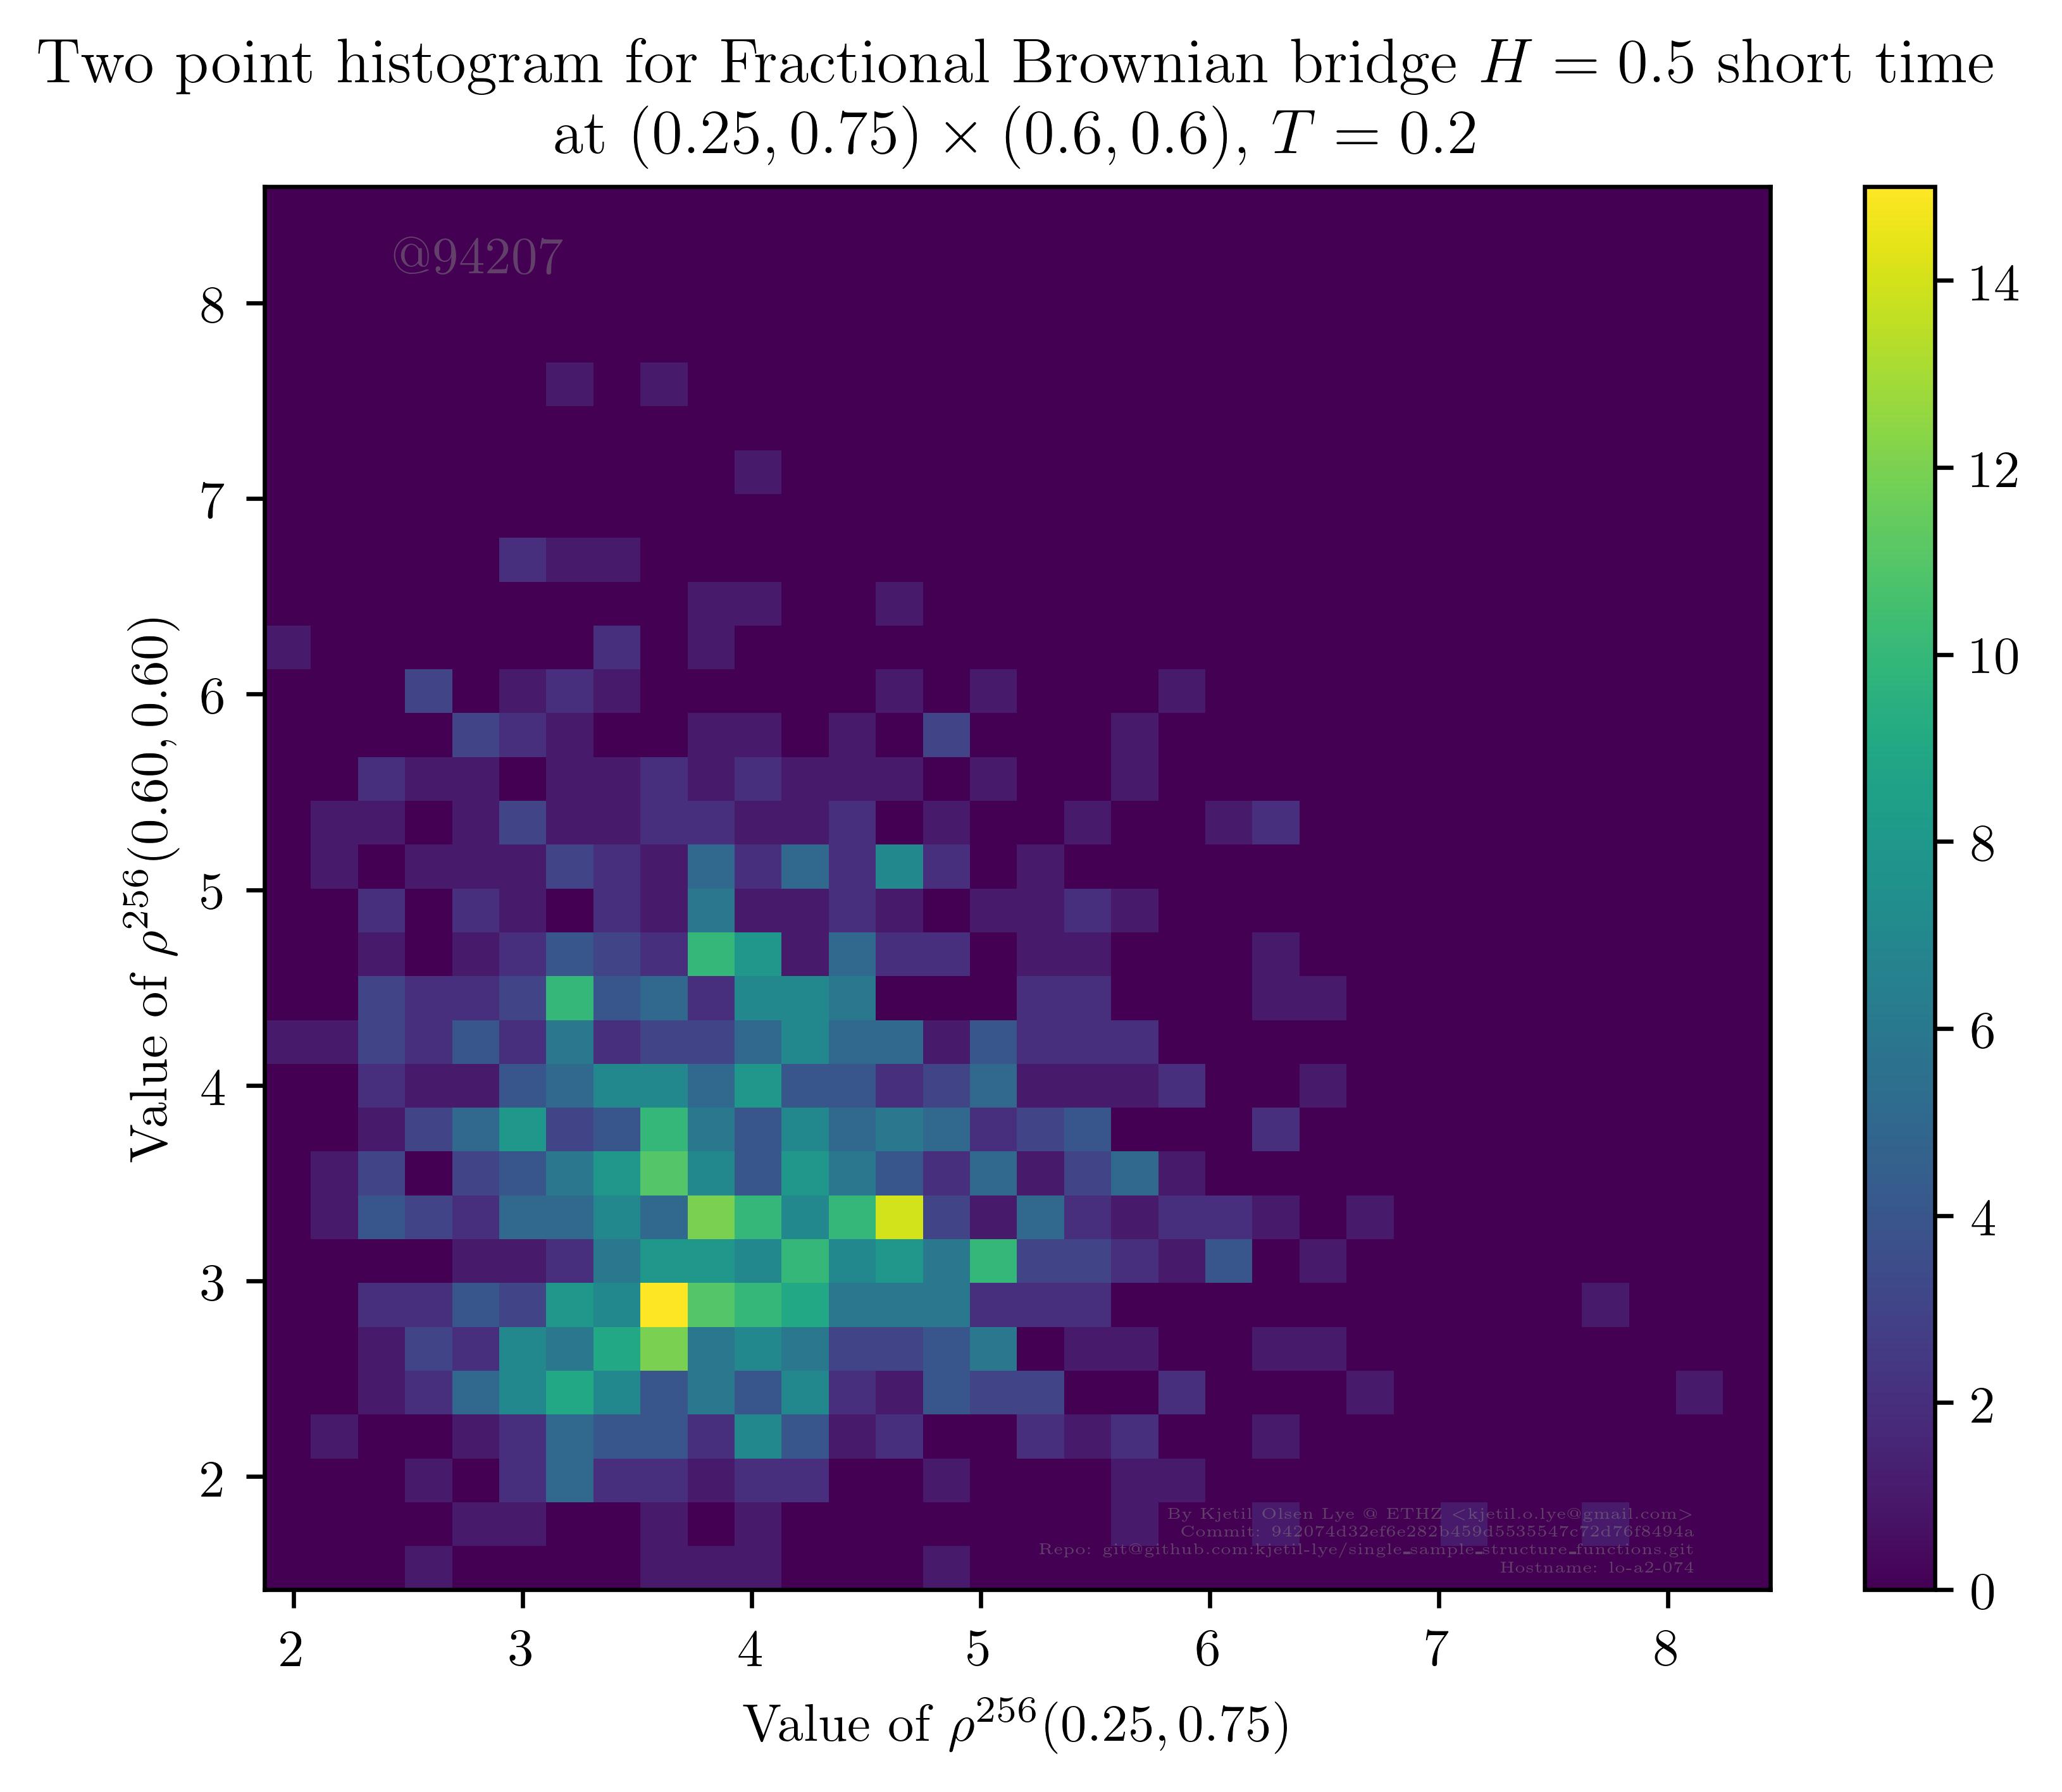 Two point histogram for Fractional Brownian bridge H = 0.5 short time
at (0.25, 0.75) × (0.6, 0.6), T = 0.2
@94207
8
7
6
5
4
3
2
Value of ρ^256(0.60, 0.60)
2 3 4 5 6 7 8
Value of ρ^256(0.25, 0.75)
14
12
10
8
6
4
2
0
By Kjetil Olsen Lye @ ETHZ <kjetil.o.lye@gmail.com>
Commit: 942074d32ef6e282b459d5535547c72d76f8494a
Repo: git@github.com:kjetil-lye/single_sample_structure_functions.git
Hostname: lo-a2-074